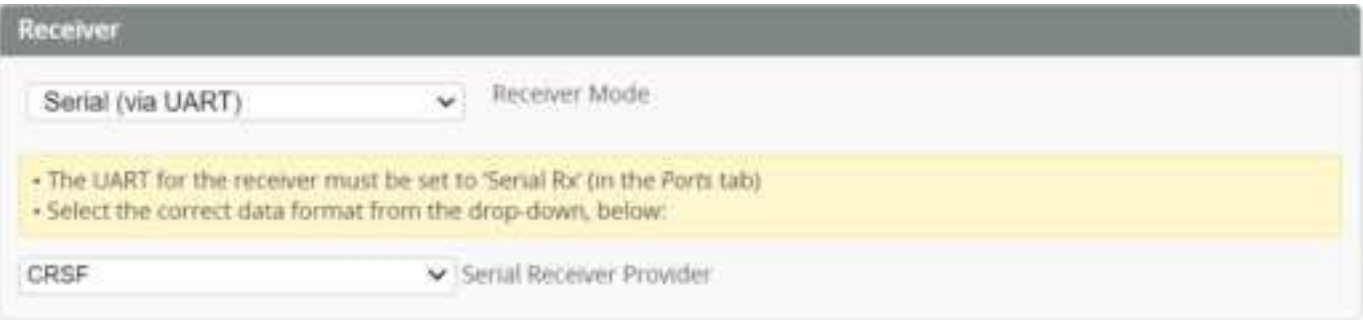 Receiver
Serial (via UART) Receiver Mode
• The UART for the receiver must be set to 'Serial Rx' (in the Ports tab)
• Select the correct data format from the drop-down, below:
CRSF Serial Receiver Provider